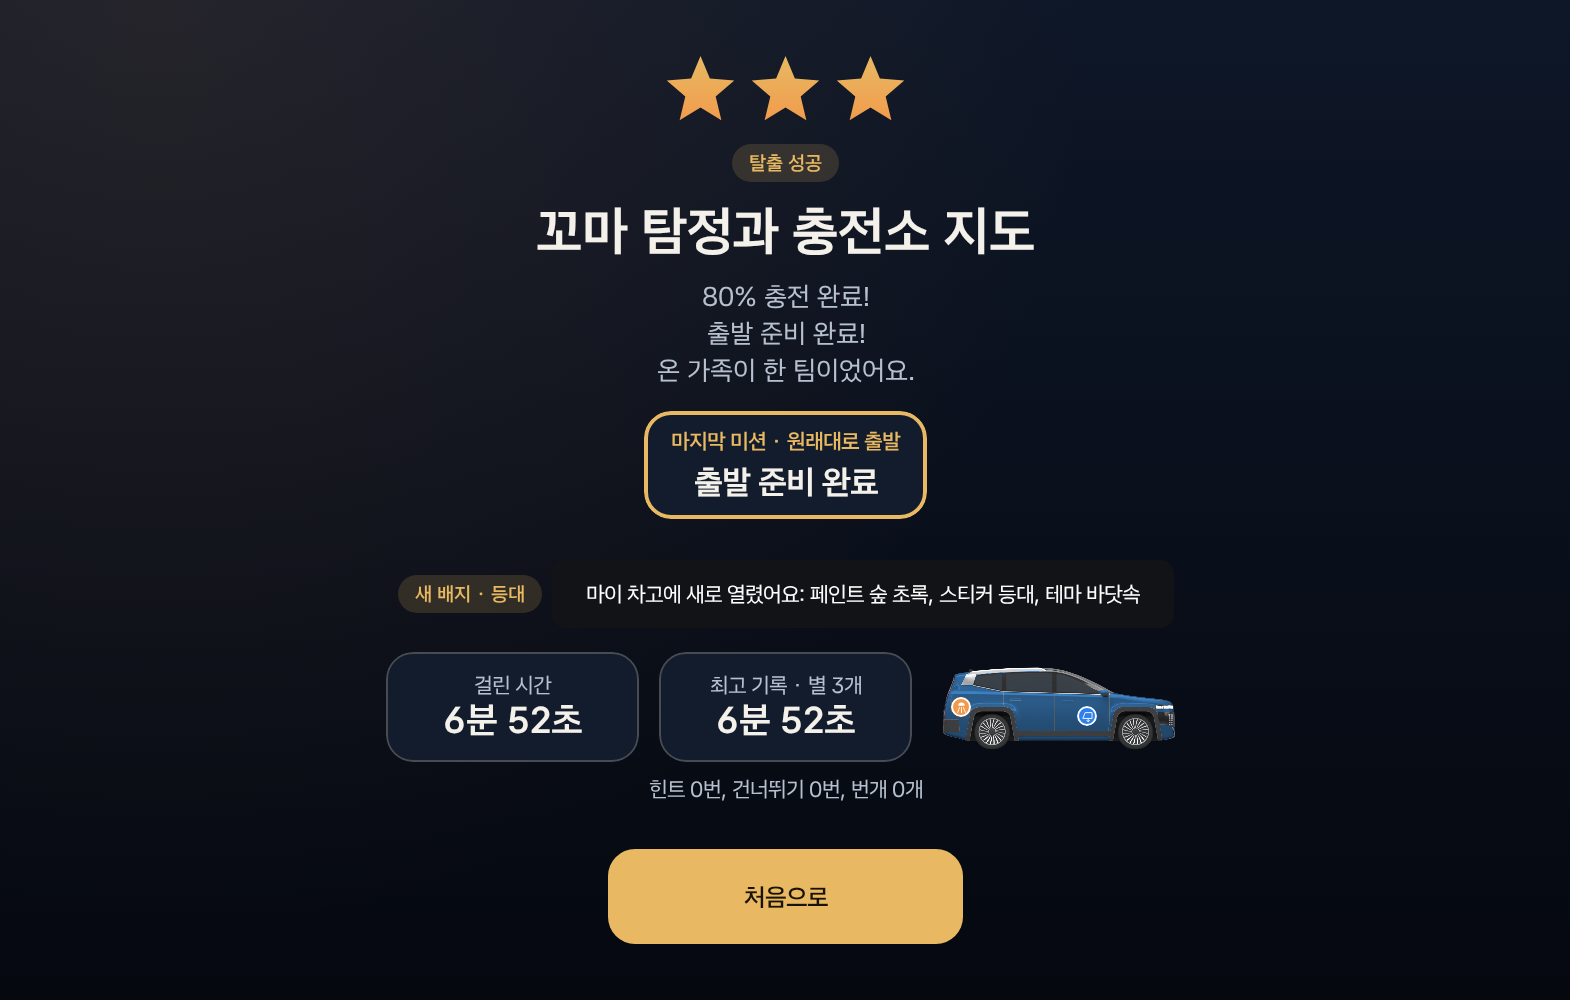 탈출 성공
꼬마 탐정과 충전소 지도
80% 충전 완료!
출발 준비 완료!
온 가족이 한 팀이었어요.
마지막 미션 · 원래대로 출발
출발 준비 완료
새 배지 · 등대
마이 차고에 새로 열렸어요: 페인트 숲 초록, 스티커 등대, 테마 바닷속
걸린 시간
6분 52초
최고 기록 · 별 3개
6분 52초
힌트 0번, 건너뛰기 0번, 번개 0개
처음으로